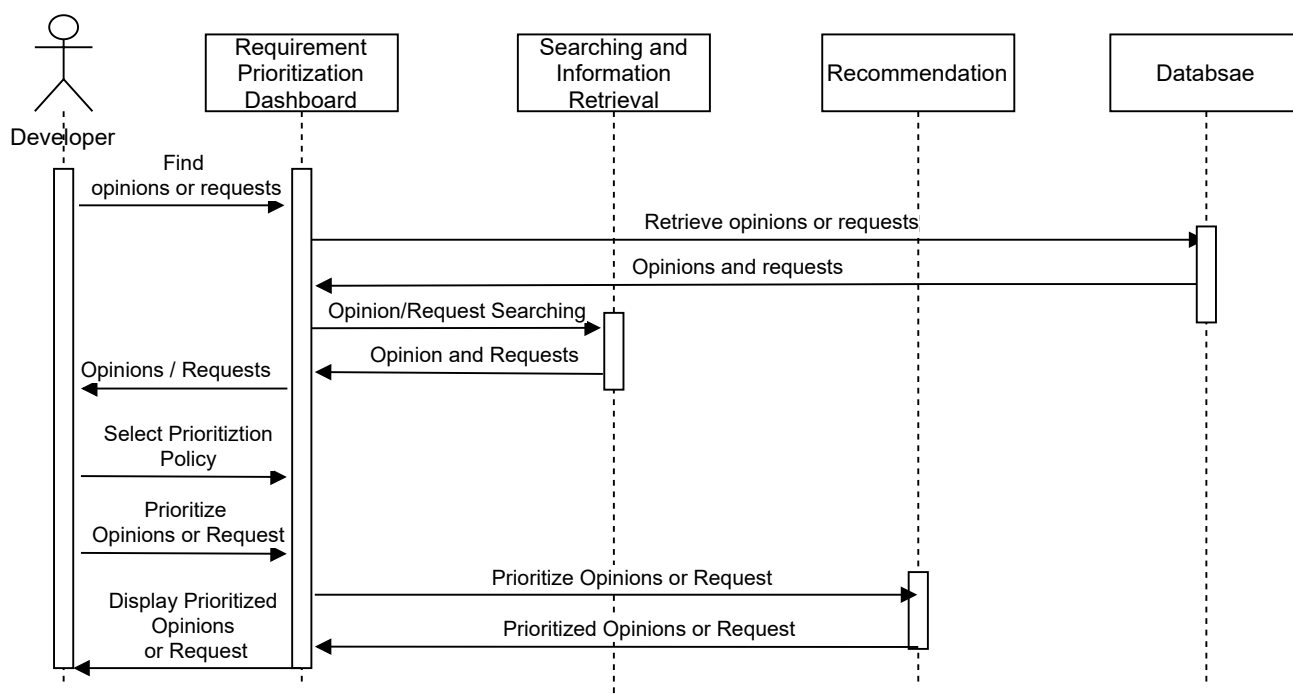 Requirement
Prioritization
Dashboard
Searching and
Information
Retrieval
Recommendation
Databsae
Developer
Find
opinions or requests
Retrieve opinions or requests
Opinions and requests
Opinion/Request Searching
Opinion and Requests
Opinions / Requests
Select Prioritiztion
Policy
Prioritize
Opinions or Request
Prioritize Opinions or Request
Display Prioritized
Opinions
or Request
Prioritized Opinions or Request